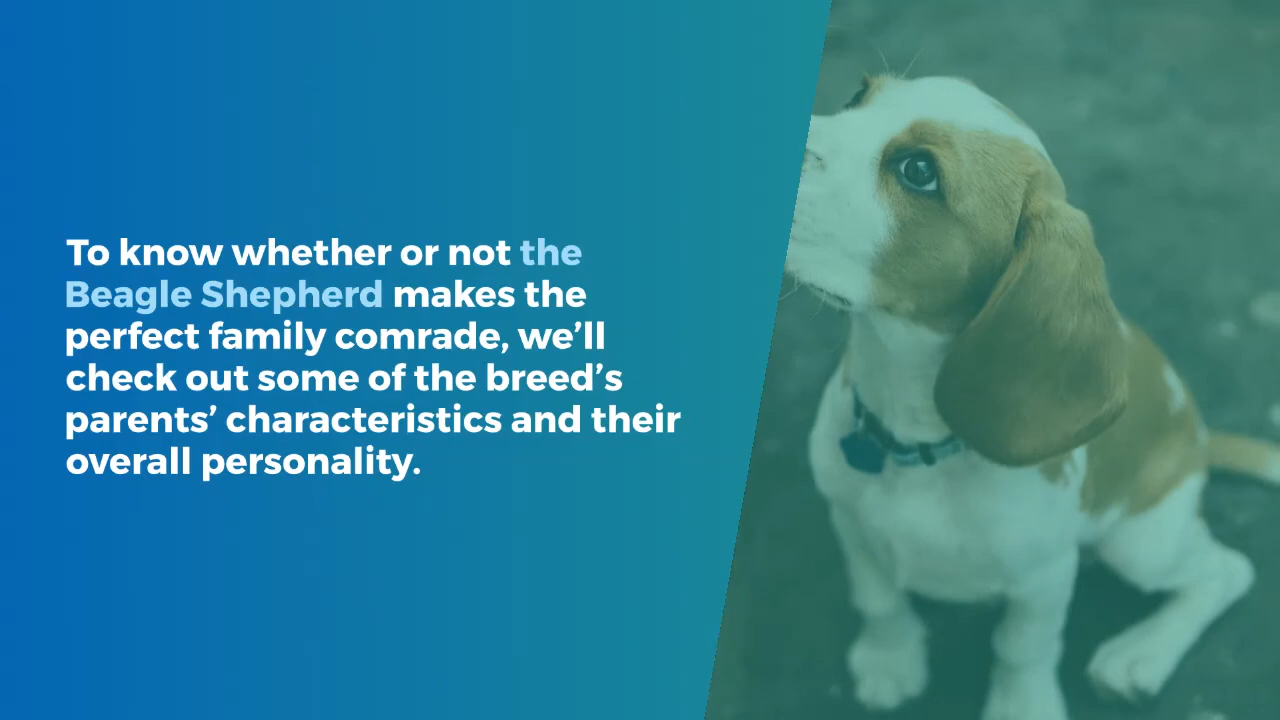 To know whether or not the
Beagle Shepherd makes the
perfect family comrade, we’ll
check out some of the breed’s
parents’ characteristics and their
overall personality.